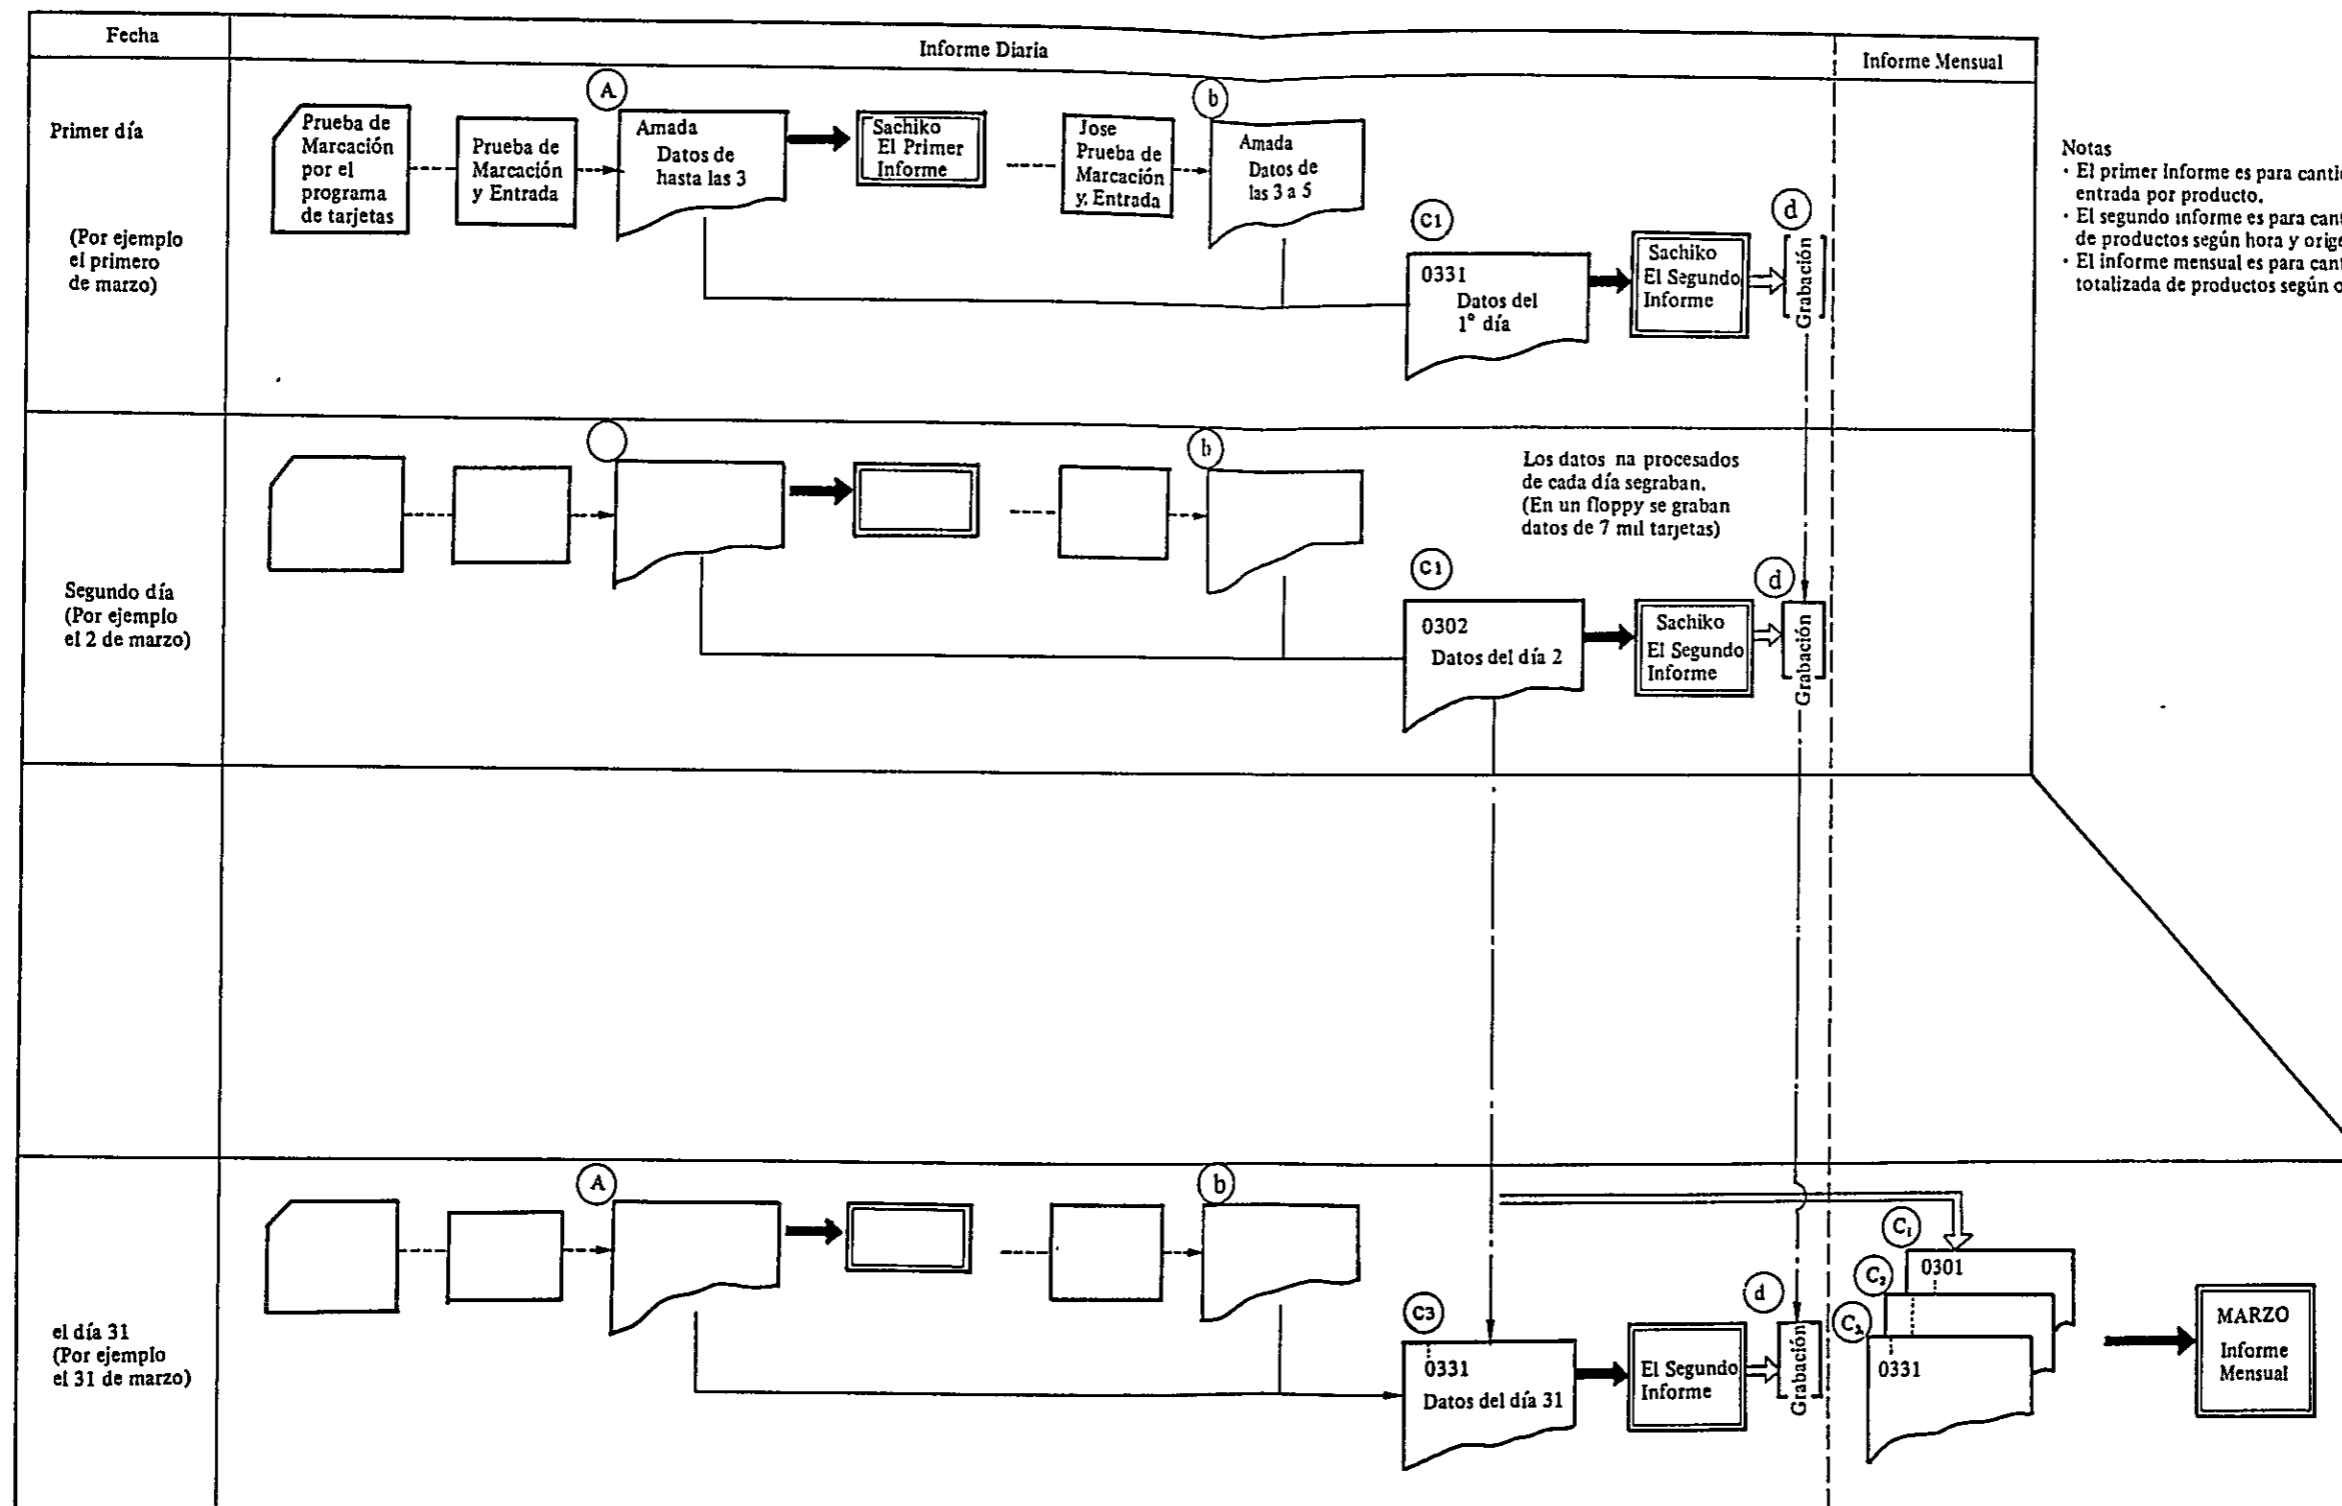 Fecha
Informe Diaria
Informe Mensual
Primer día
(Por ejemplo
el primero
de marzo)
Prueba de
Marcación
por el
programa
de tarjetas
Prueba de
Marcación
y Entrada
A
Amada
Datos de
hasta las 3
Sachiko
El Primer
Informe
Jose
Prueba de
Marcación
y. Entrada
b
Amada
Datos de
las 3 a 5
C1
0331
Datos del
1° día
Sachiko
El Segundo
Informe
d
Grabación
Notas
· El primer informe es para
entrada por producto.
· El segundo informe es para
de productos según hora y
· El informe mensual es para
totalizada de productos según
Segundo día
(Por ejemplo
el 2 de marzo)
b
Los datos na procesados
de cada día segraban.
(En un floppy se graban
datos de 7 mil tarjetas)
C1
0302
Datos del día 2
Sachiko
El Segundo
Informe
d
Grabación
el día 31
(Por ejemplo
el 31 de marzo)
A
b
C3
0331
Datos del día 31
El Segundo
Informe
d
Grabación
C1
0301
C2
C3
0331
MARZO
Informe
Mensual